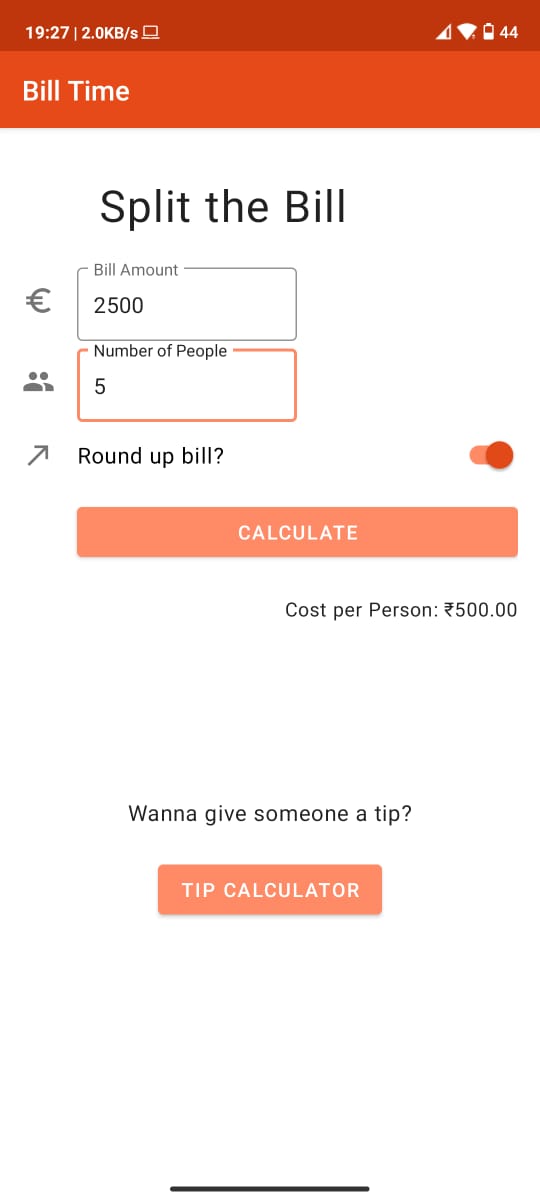 19:27 | 2.0KB/s 44
Bill Time
Split the Bill
Bill Amount
€ 2500
Number of People
5
Round up bill?
CALCULATE
Cost per Person: ₹500.00
Wanna give someone a tip?
TIP CALCULATOR